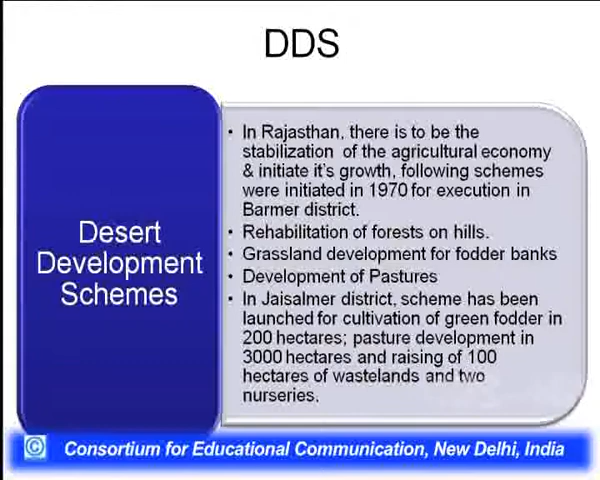 DDS
Desert
Development
Schemes
• In Rajasthan, there is to be the
stabilization of the agricultural economy
& initiate it's growth, following schemes
were initiated in 1970 for execution in
Barmer district.
• Rehabilitation of forests on hills.
• Grassland development for fodder banks
• Development of Pastures
• In Jaisalmer district, scheme has been
launched for cultivation of green fodder in
200 hectares; pasture development in
3000 hectares and raising of 100
hectares of wastelands and two
nurseries.
© Consortium for Educational Communication, New Delhi, India